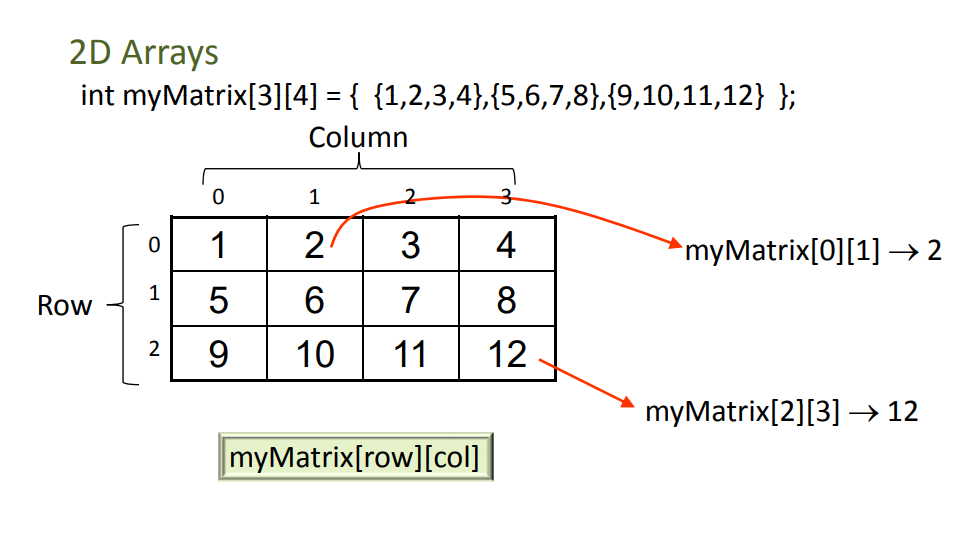 2D Arrays
int myMatrix[3][4] = { {1,2,3,4},{5,6,7,8},{9,10,11,12} };
Column
0 1 2 3
0 1 2 3 4
myMatrix[0][1] → 2
Row
1 5 6 7 8
2 9 10 11 12
myMatrix[2][3] → 12
myMatrix[row][col]